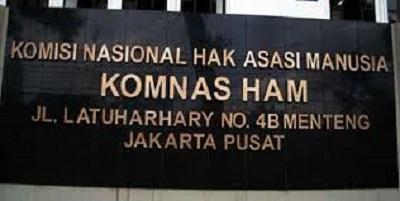 KOMISI NASIONAL HAK ASASI MANUSIA
KOMNAS HAM
JL. LATUHARHARY NO. 4B MENTENG
JAKARTA PUSAT